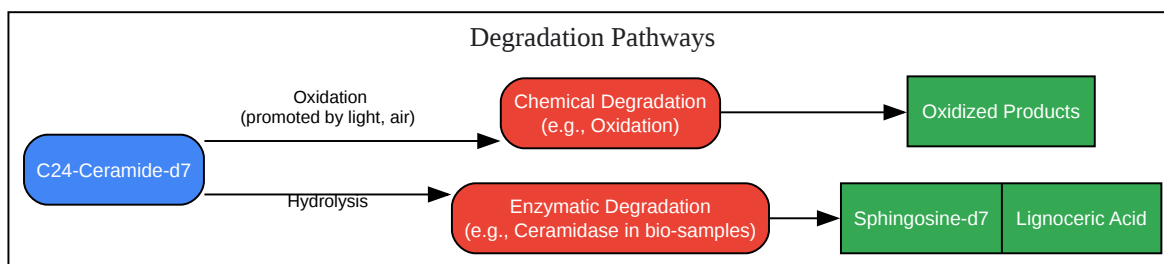 Degradation Pathways
Oxidation
(promoted by light, air)
Chemical Degradation
(e.g., Oxidation)
Oxidized Products
C24-Ceramide-d7
Hydrolysis
Enzymatic Degradation
(e.g., Ceramidase in bio-samples)
Sphingosine-d7
Lignoceric Acid